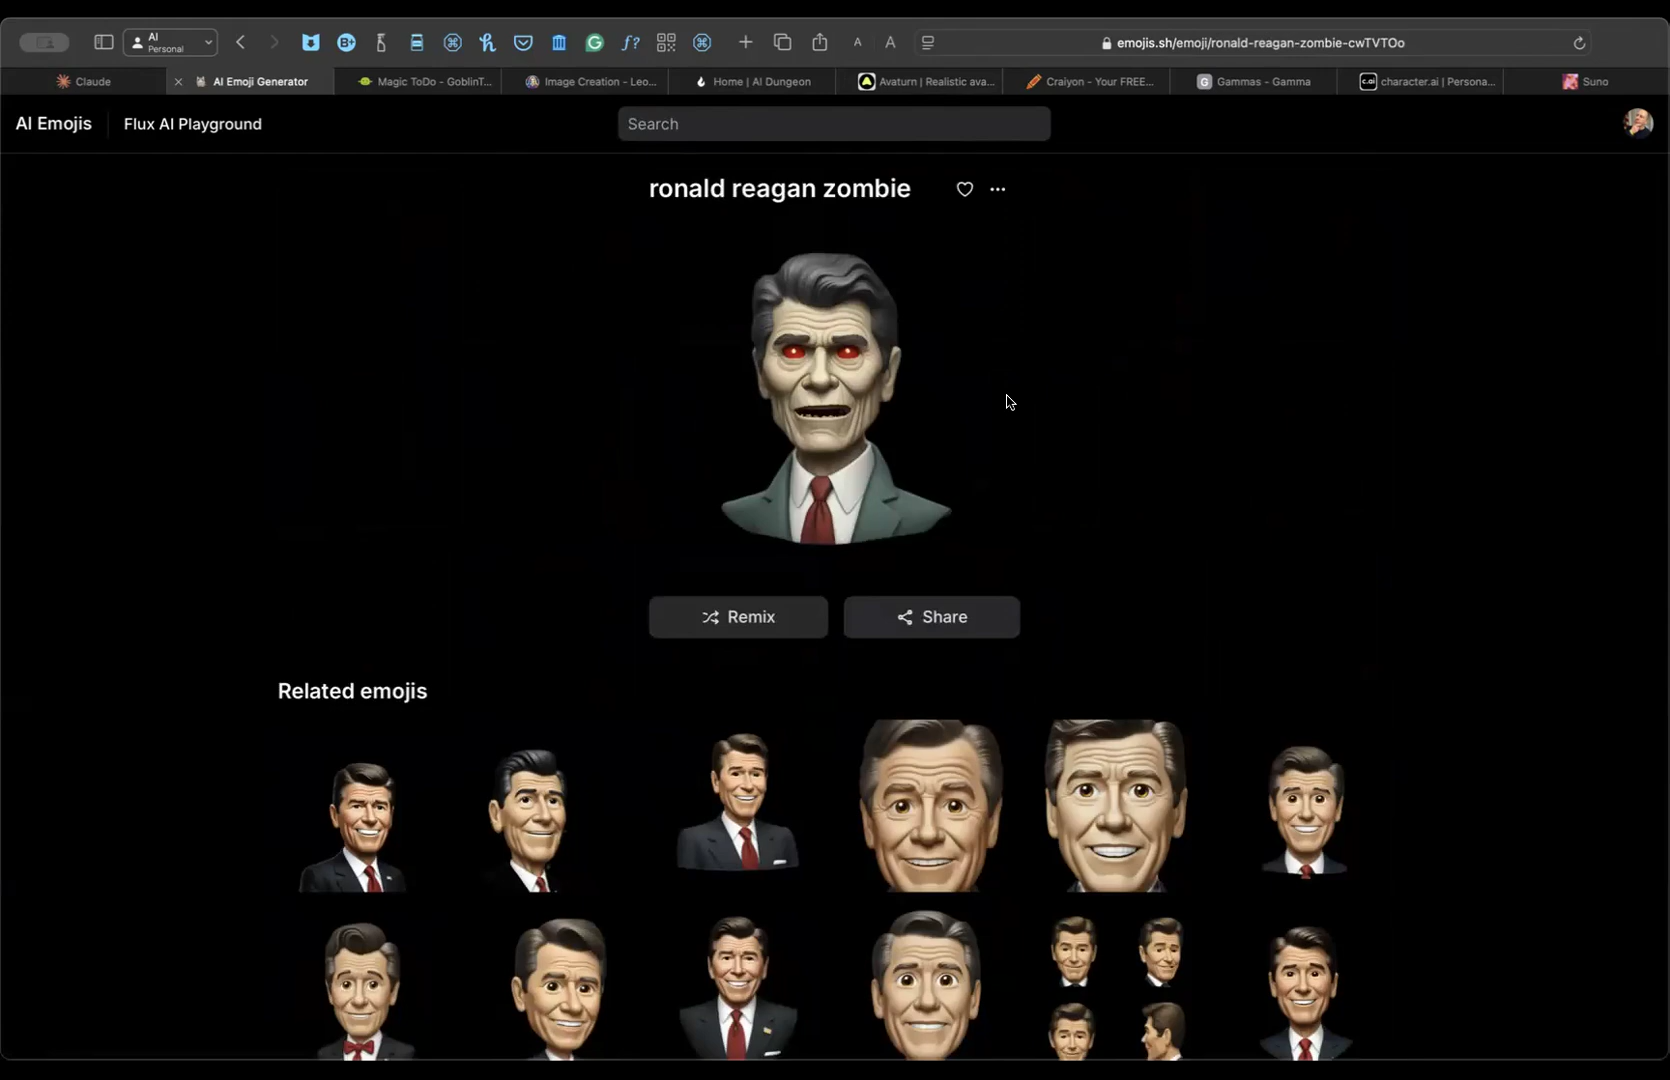 AI
Personal
B+
f?
A
A
emojis.sh/emoji/ronald-reagan-zombie-cwTVTOo
Claude
AI Emoji Generator
Magic ToDo - GoblinT...
Image Creation - Leo...
Home | AI Dungeon
Avaturn | Realistic ava...
Craiyon - Your FREE...
G
Gammas - Gamma
c.ai
character.ai | Persona...
Suno
AI Emojis
Flux AI Playground
Search
ronald reagan zombie
Remix
Share
Related emojis